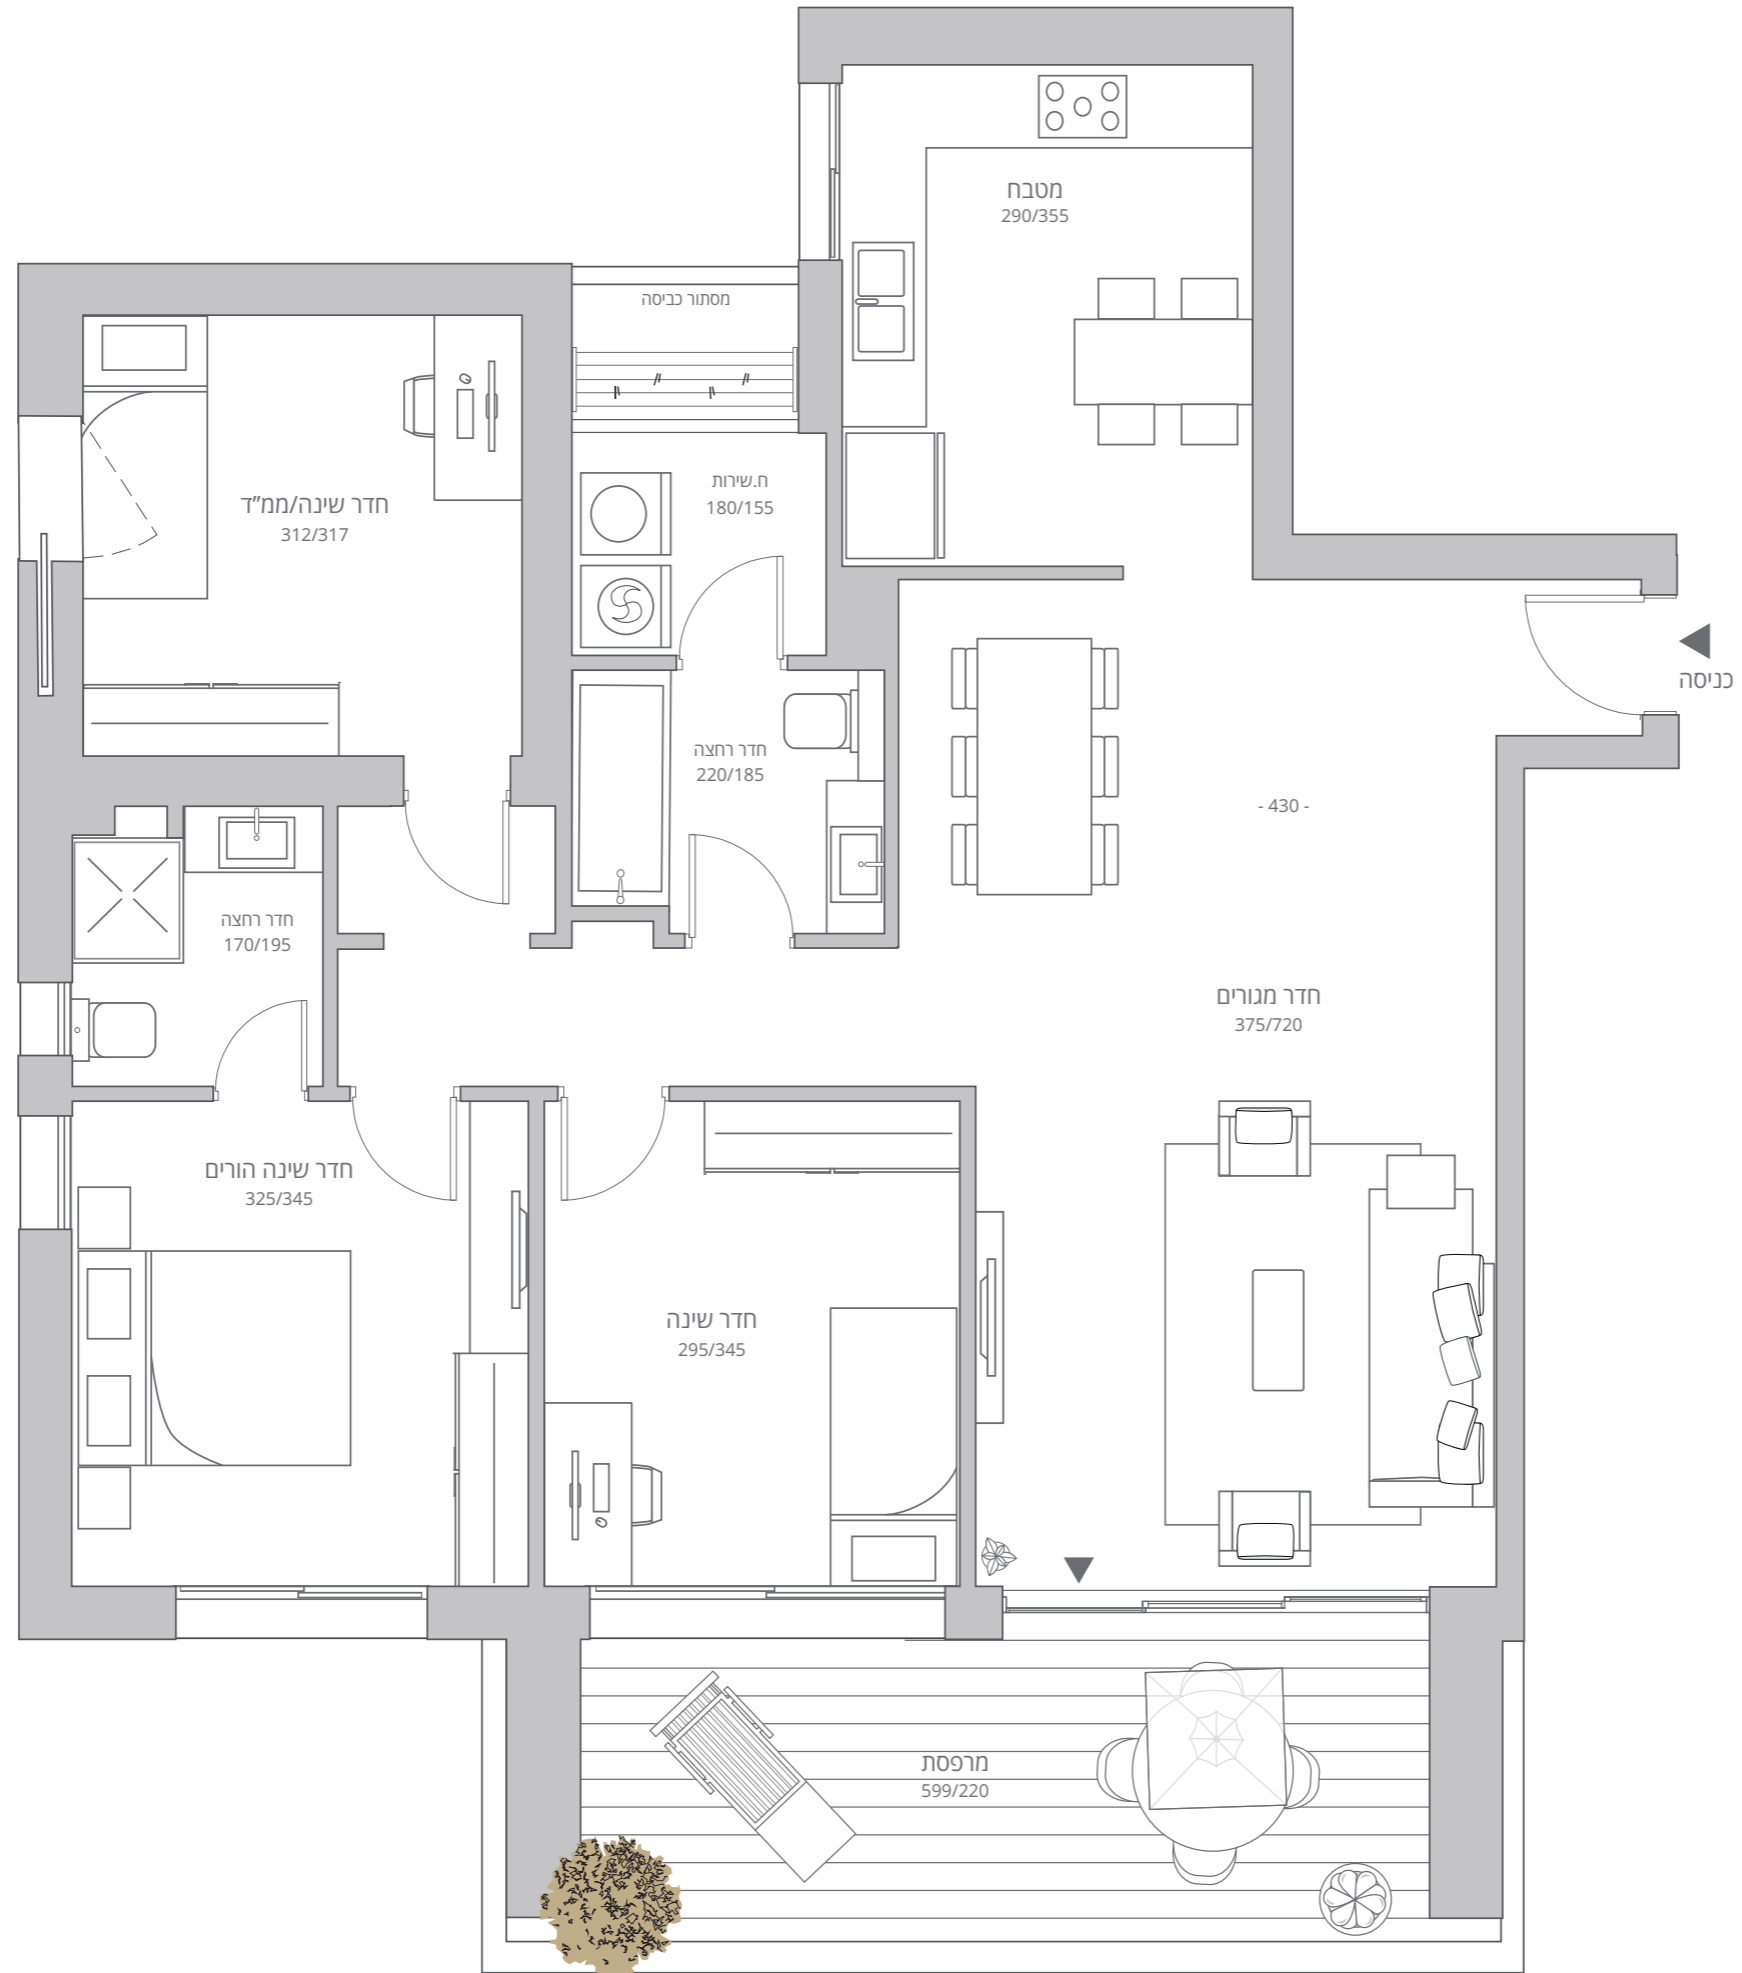 מטבח
290/355
מסתור כביסה
ח.שירות
180/155
חדר שינה/ממ"ד
312/317
כניסה
חדר רחצה
220/185
- 430 -
חדר רחצה
170/195
חדר מגורים
375/720
חדר שינה הורים
325/345
חדר שינה
295/345
מרפסת
599/220